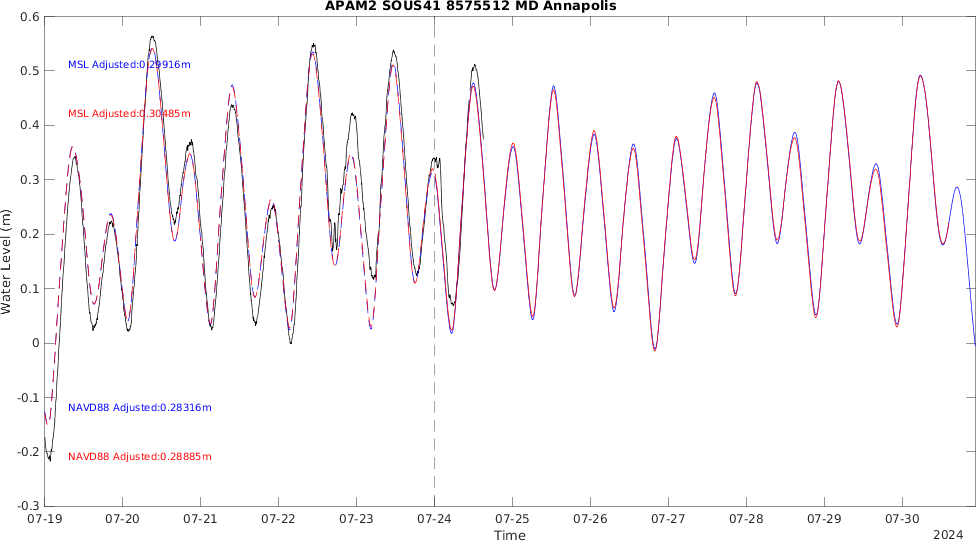 APAM2 SOUS41 8575512 MD Annapolis
0.6
0.5
0.4
0.3
0.2
0.1
0
-0.1
-0.2
-0.3
Water Level (m)
MSL Adjusted:0.29916m
MSL Adjusted:0.30485m
NAVD88 Adjusted:0.28316m
NAVD88 Adjusted:0.28885m
07-19 07-20 07-21 07-22 07-23 07-24 07-25 07-26 07-27 07-28 07-29 07-30
Time
2024